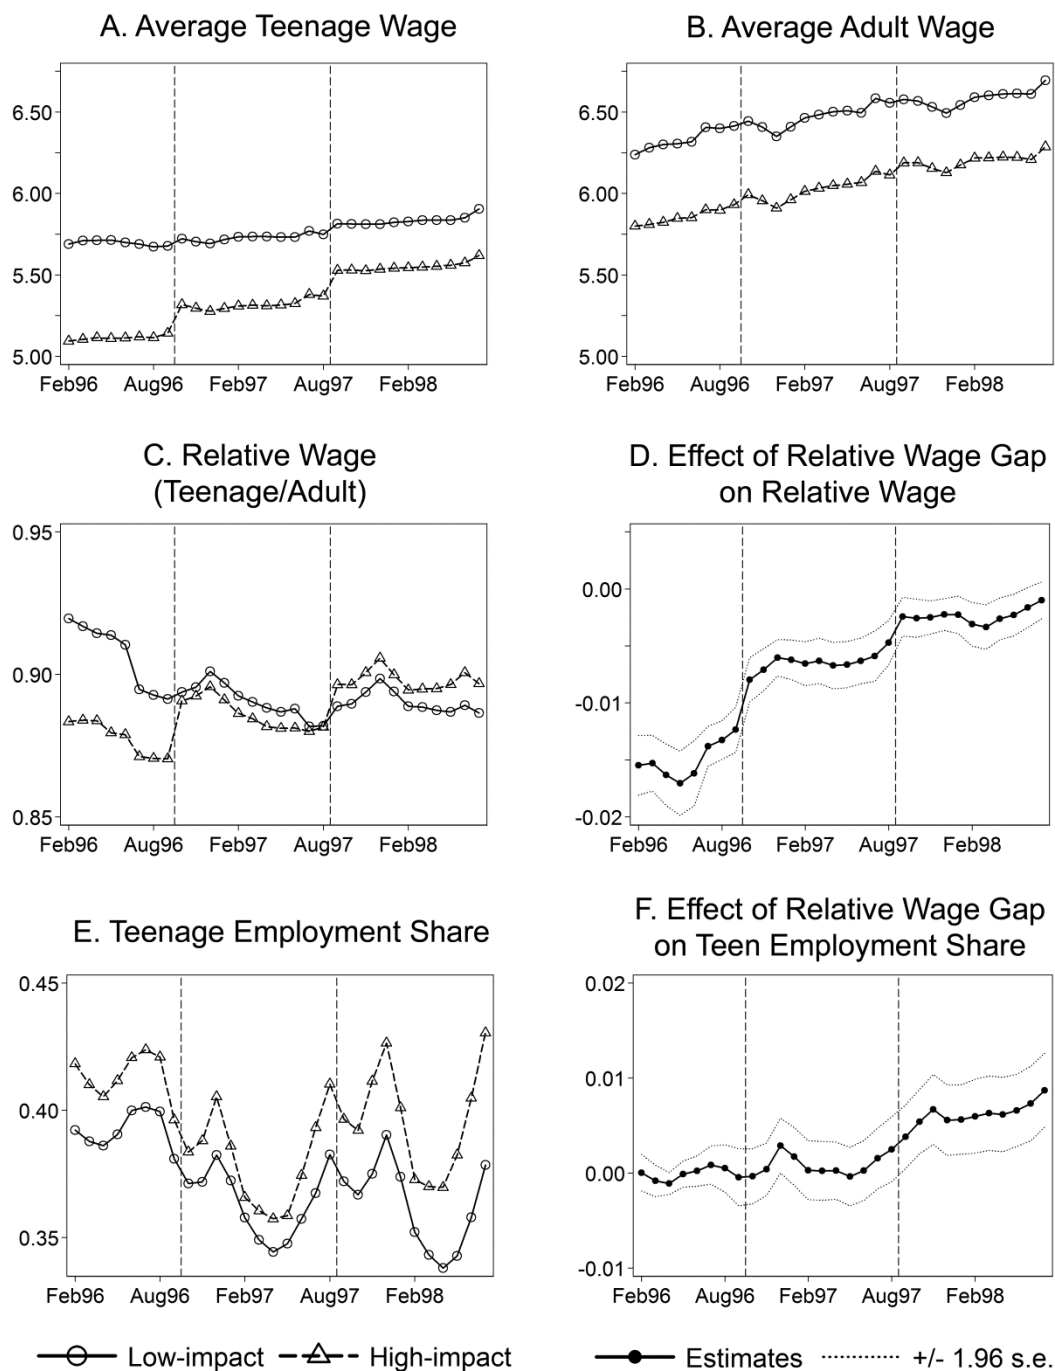 A. Average Teenage Wage
6.50
6.00
5.50
5.00
Feb96 Aug96 Feb97 Aug97 Feb98
B. Average Adult Wage
6.50
6.00
5.50
5.00
Feb96 Aug96 Feb97 Aug97 Feb98
C. Relative Wage
(Teenage/Adult)
0.95
0.90
0.85
Feb96 Aug96 Feb97 Aug97 Feb98
D. Effect of Relative Wage Gap
on Relative Wage
0.00
-0.01
-0.02
Feb96 Aug96 Feb97 Aug97 Feb98
E. Teenage Employment Share
0.45
0.40
0.35
Feb96 Aug96 Feb97 Aug97 Feb98
F. Effect of Relative Wage Gap
on Teen Employment Share
0.02
0.01
0.00
-0.01
Feb96 Aug96 Feb97 Aug97 Feb98
Low-impact High-impact
Estimates +/- 1.96 s.e